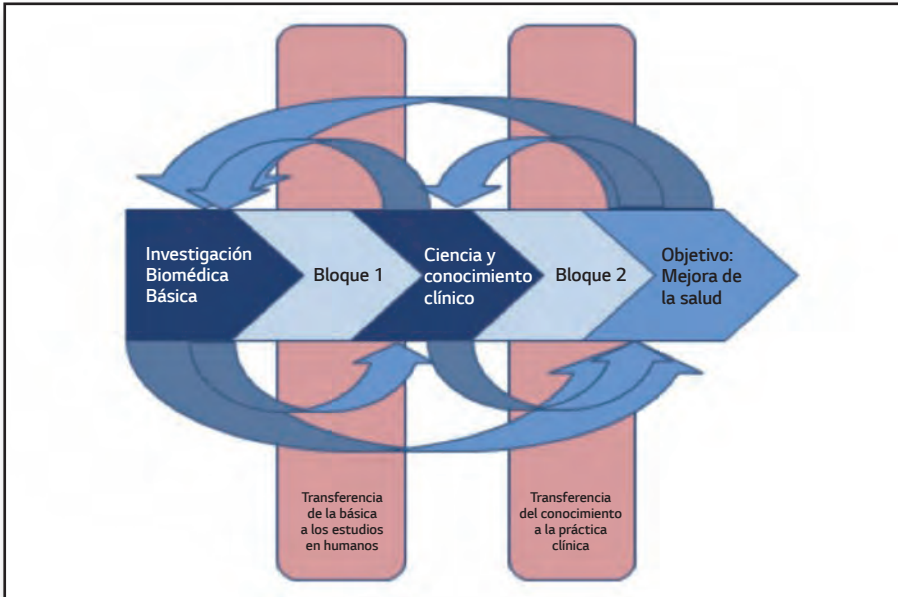 Investigación
Biomédica
Básica
Bloque 1
Ciencia y
conocimiento
clínico
Bloque 2
Objetivo:
Mejora de
la salud
Transferencia
de la básica
a los estudios
en humanos
Transferencia
del conocimiento
a la práctica
clínica